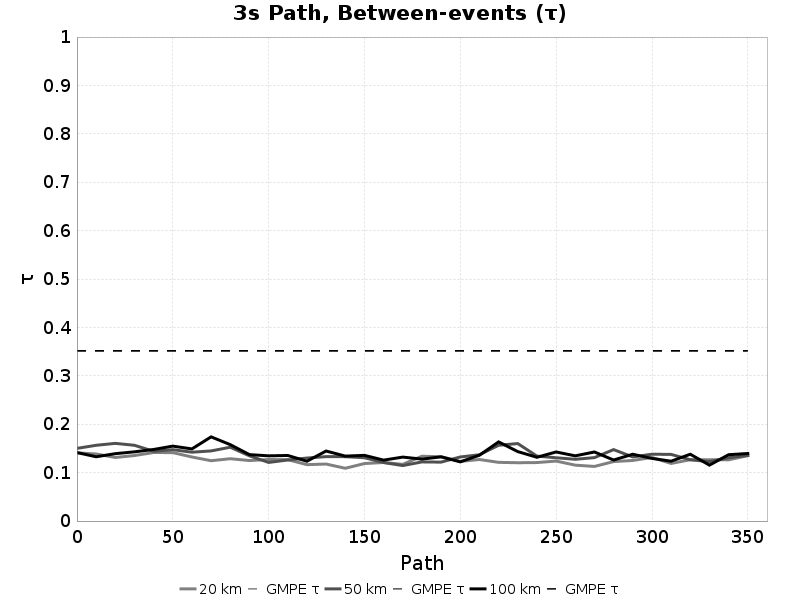 3s Path, Between-events (τ)
1
0.9
0.8
0.7
0.6
0.5
0.4
0.3
0.2
0.1
0
τ
0 50 100 150 200 250 300 350
Path
20 km GMPE τ 50 km GMPE τ 100 km GMPE τ